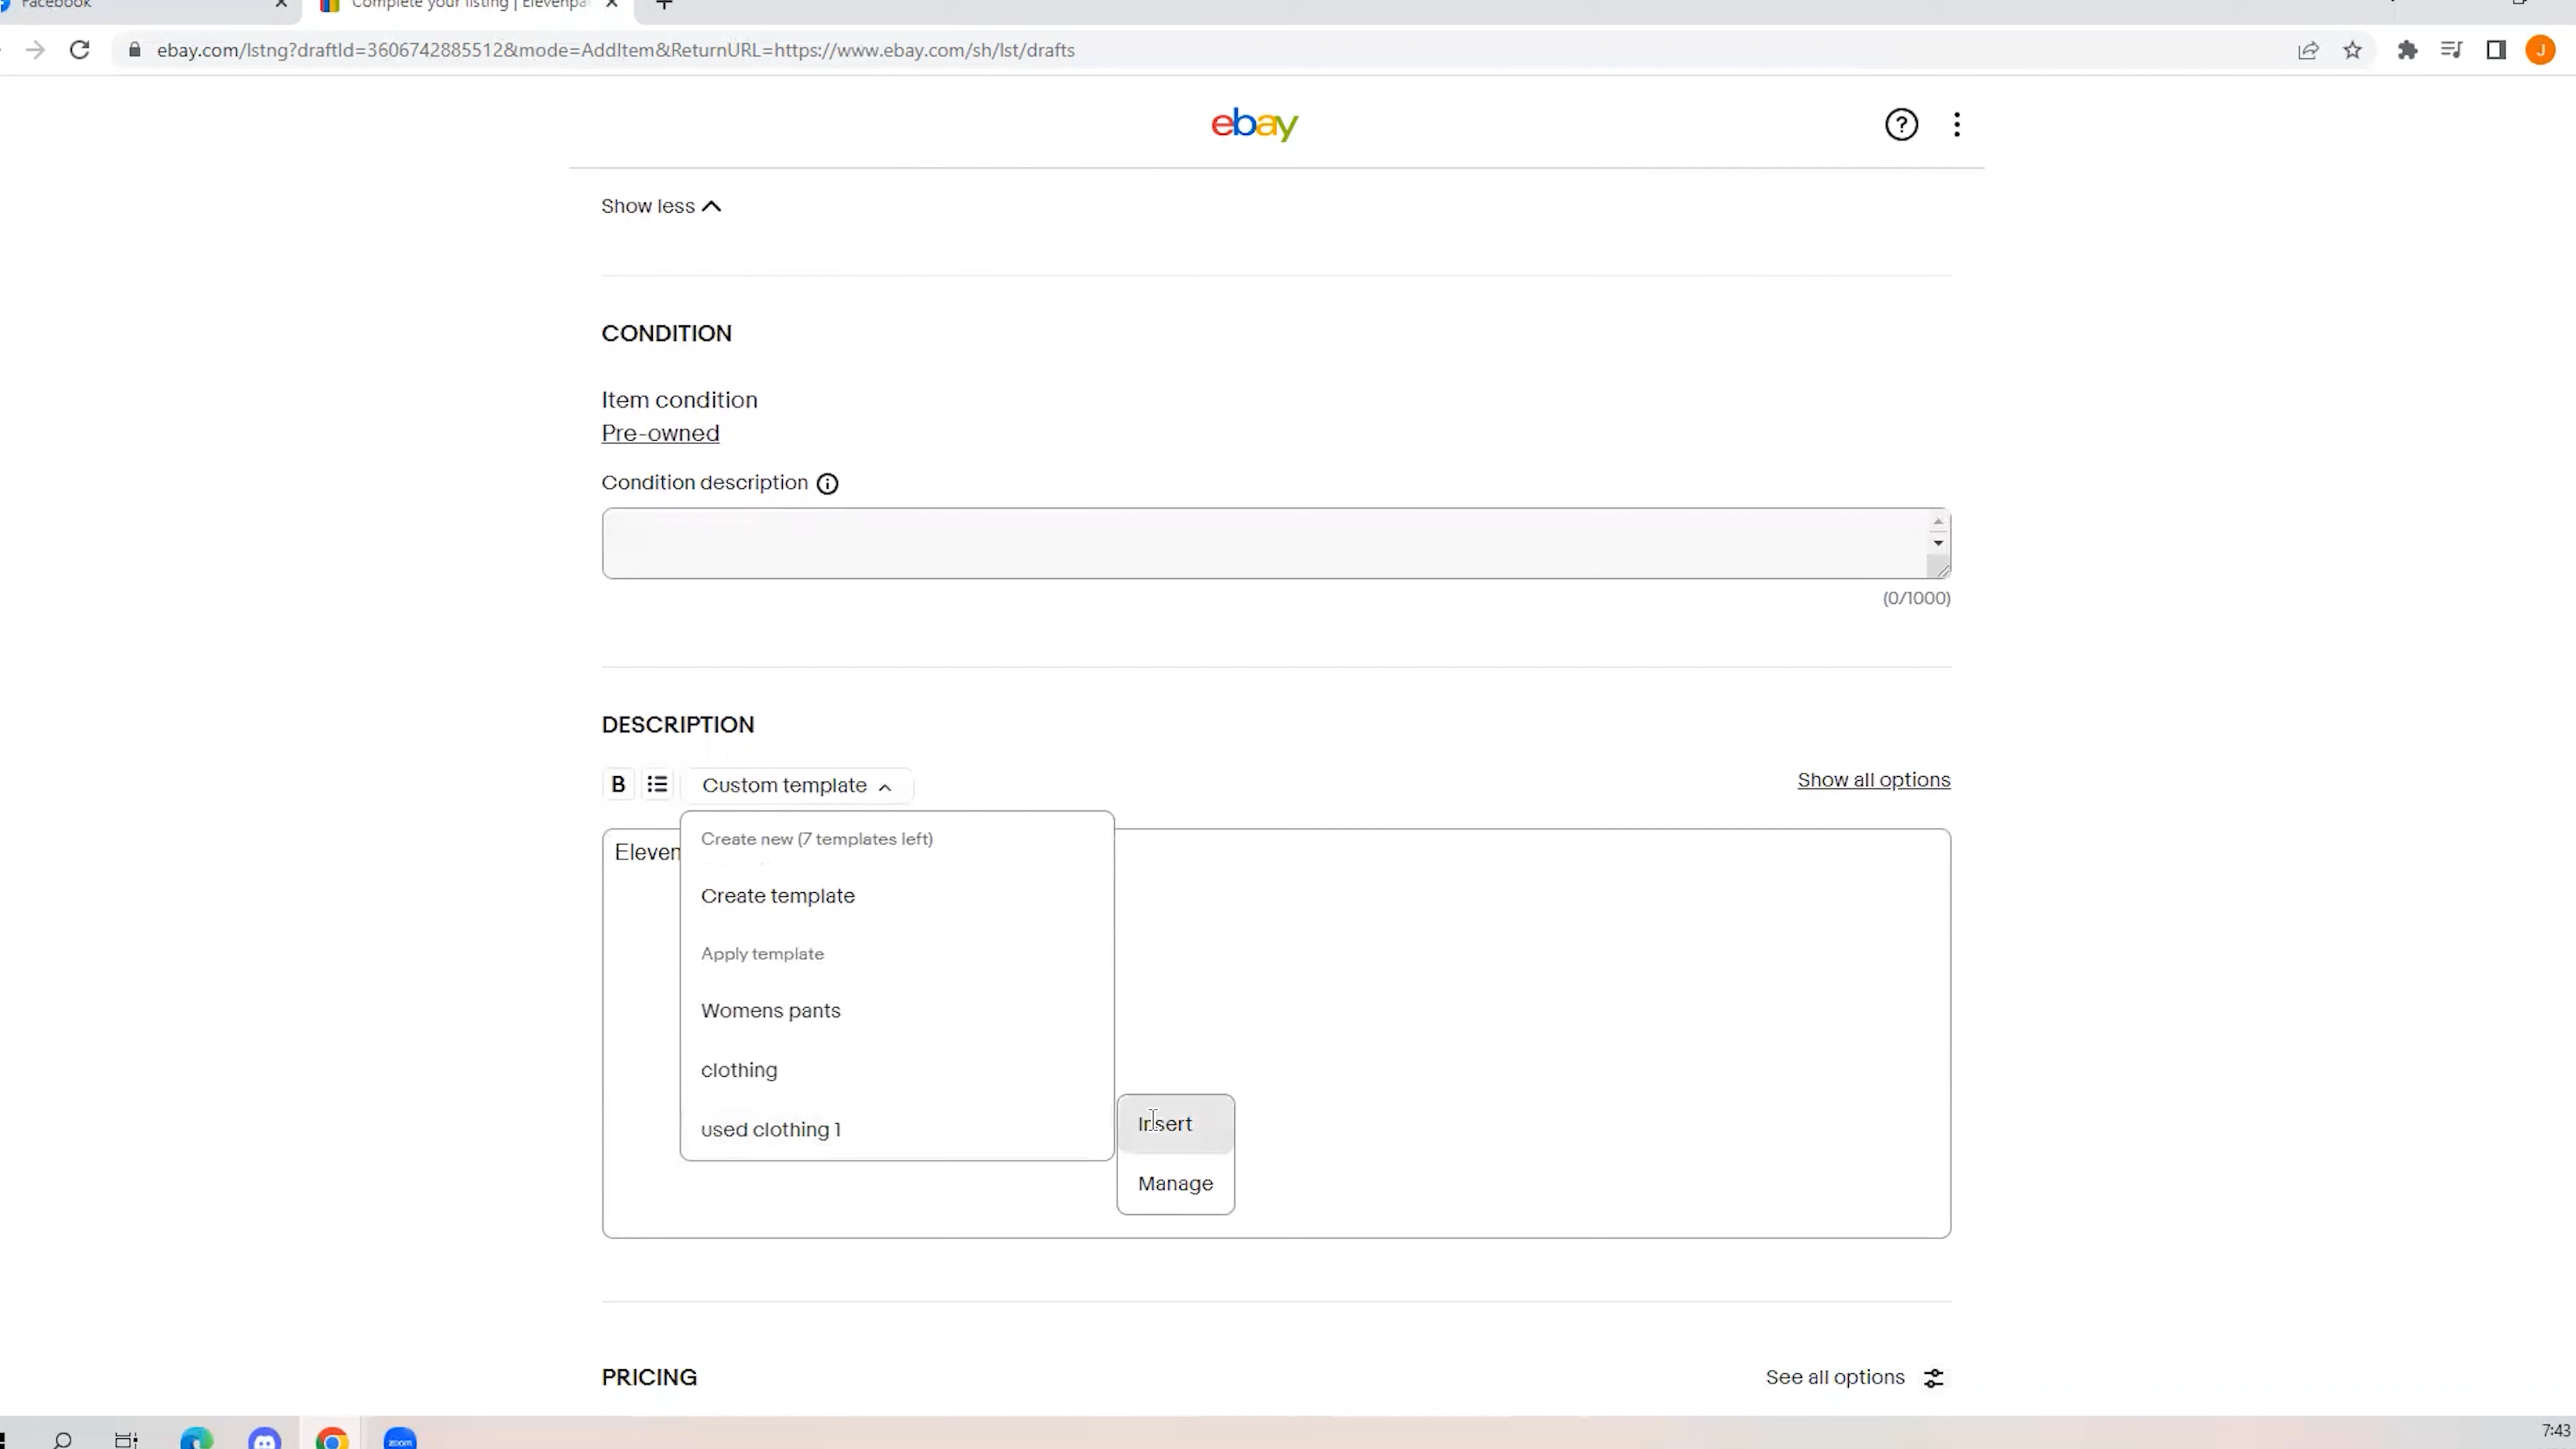 Facebook
Complete your listing | Elevenpa
ebay.com/lstng?draftId=3606742885512&mode=AddItem&ReturnURL=https://www.ebay.com/sh/lst/drafts
J
ebay
Show less
CONDITION
Item condition
Pre-owned
Condition description
(0/1000)
DESCRIPTION
B
Custom template
Show all options
Create new (7 templates left)
Eleven
Create template
Apply template
Womens pants
clothing
used clothing 1
Insert
Manage
PRICING
See all options
zoom
7:43